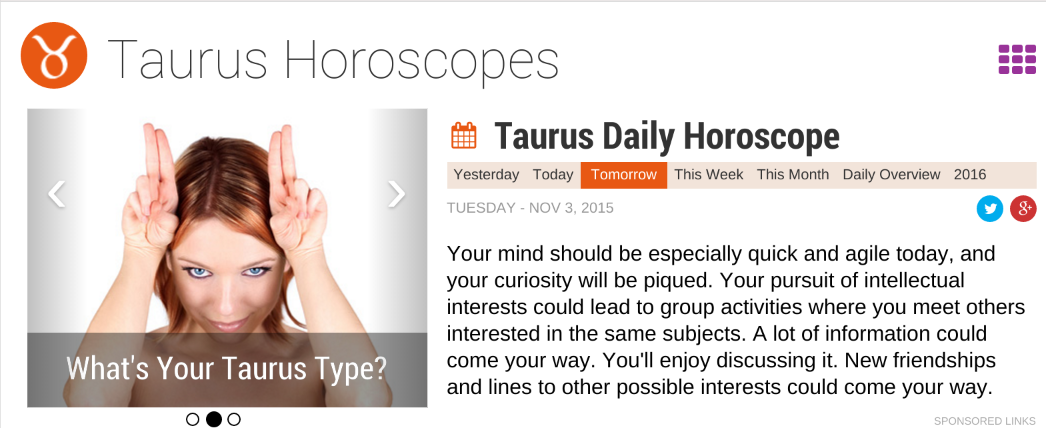 Taurus Horoscopes
What's Your Taurus Type?
Taurus Daily Horoscope
Yesterday Today Tomorrow This Week This Month Daily Overview 2016
TUESDAY - NOV 3, 2015
Your mind should be especially quick and agile today, and
your curiosity will be piqued. Your pursuit of intellectual
interests could lead to group activities where you meet others
interested in the same subjects. A lot of information could
come your way. You'll enjoy discussing it. New friendships
and lines to other possible interests could come your way.
SPONSORED LINKS